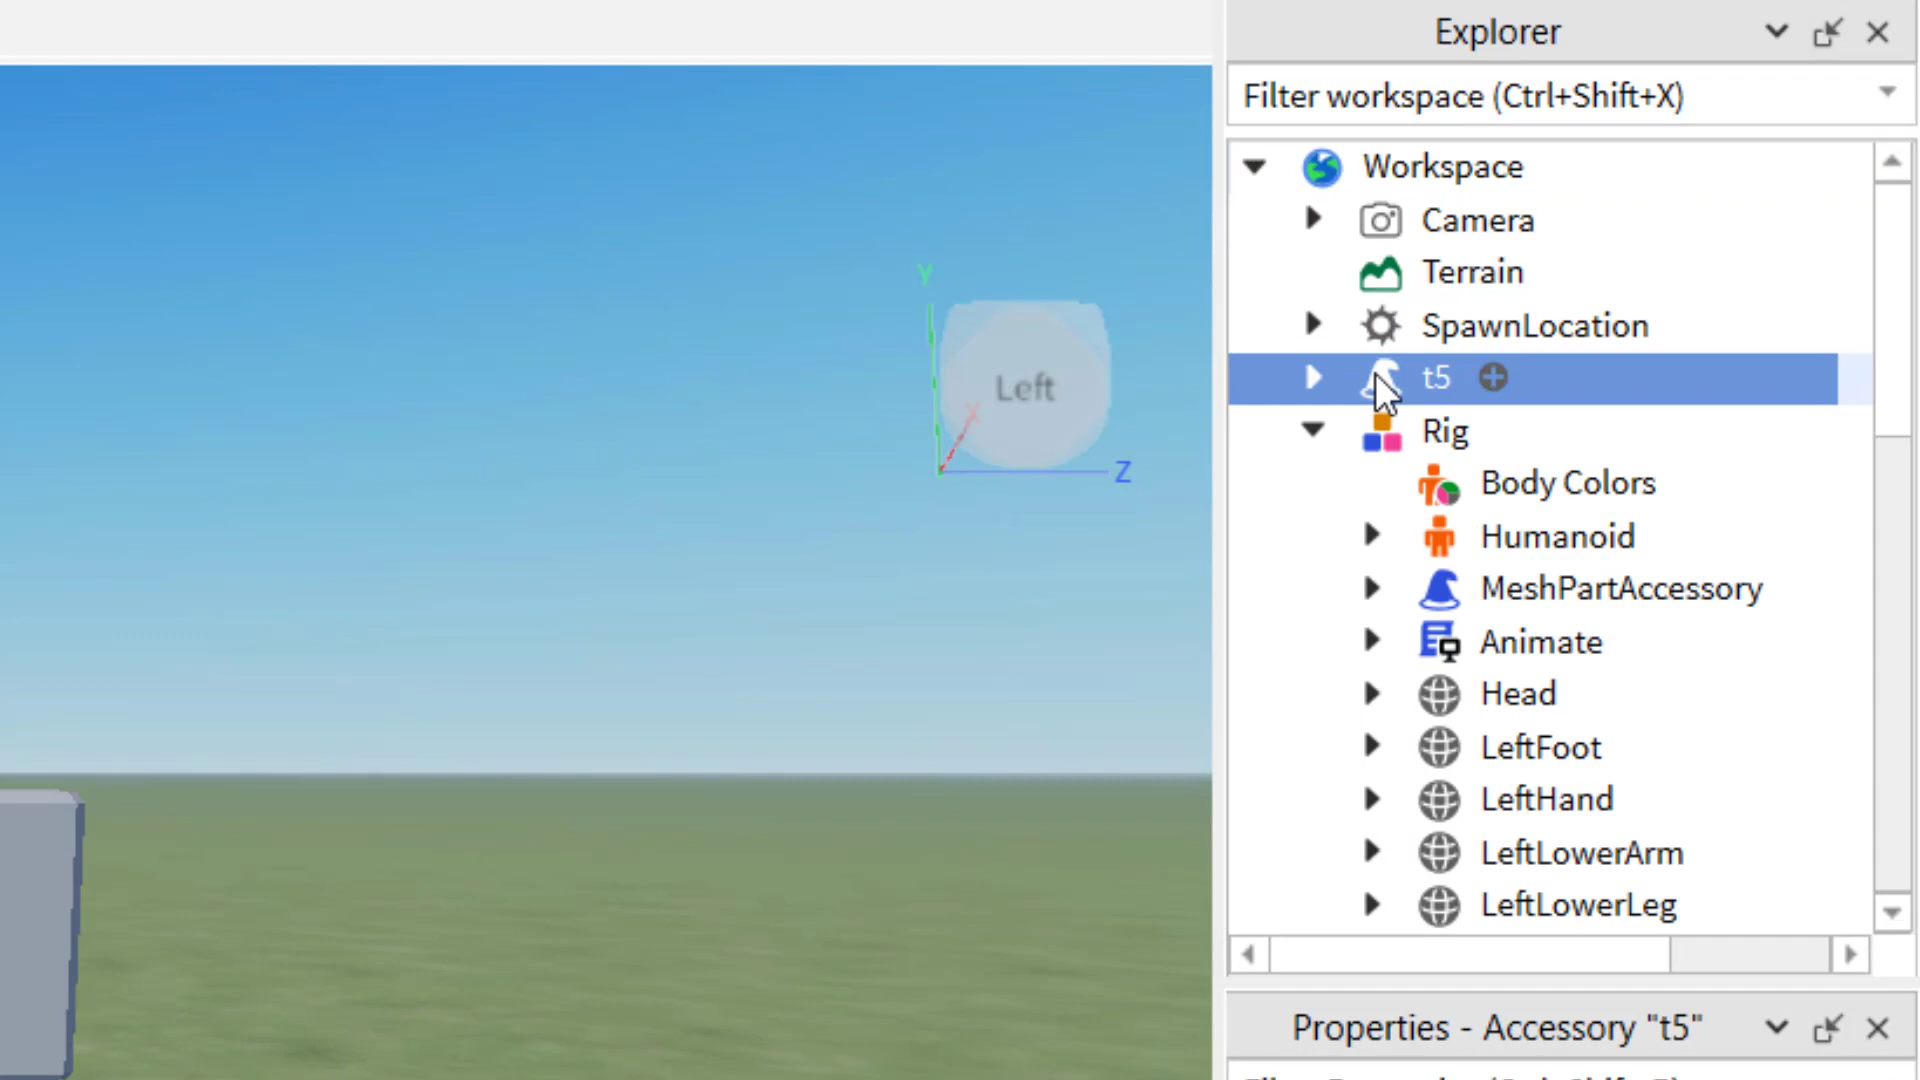 Explorer
Filter workspace (Ctrl+Shift+X)
Workspace
Camera
Terrain
SpawnLocation
t5
Rig
Body Colors
Humanoid
MeshPartAccessory
Animate
Head
LeftFoot
LeftHand
LeftLowerArm
LeftLowerLeg
Y
Left
X
Z
Properties - Accessory "t5"